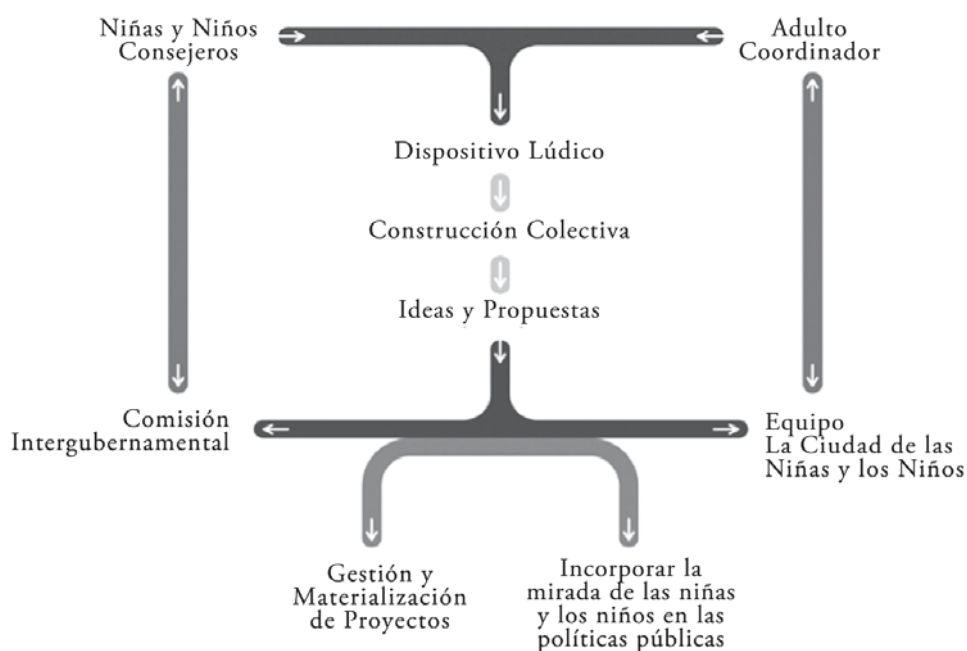 Niñas y Niños
Consejeros
Adulto
Coordinador
Dispositivo Lúdico
Construcción Colectiva
Ideas y Propuestas
Comisión
Intergubernamental
Equipo
La Ciudad de las
Niñas y los Niños
Gestión y
Materialización
de Proyectos
Incorporar la
mirada de las niñas
y los niños en las
políticas públicas